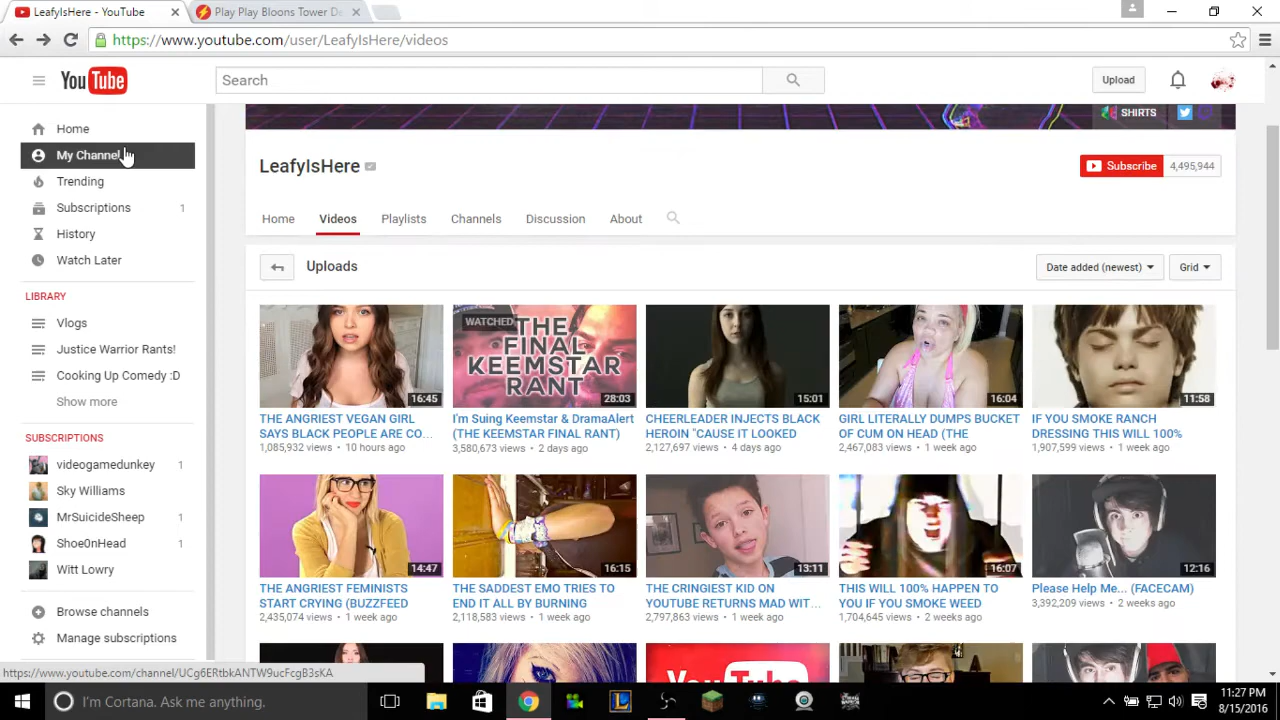 LeafyIsHere - YouTube
Play Play Bloons Tower De
https://www.youtube.com/user/LeafyIsHere/videos
YouTube
Search
Upload
SHIRTS
Home
My Channel
Trending
Subscriptions 1
History
Watch Later
LIBRARY
Vlogs
Justice Warrior Rants!
Cooking Up Comedy :D
Show more
SUBSCRIPTIONS
videogamedunkey 1
Sky Williams
MrSuicideSheep 1
Shoe0nHead 1
Witt Lowry
Browse channels
Manage subscriptions
LeafyIsHere
Subscribe 4,495,944
Home Videos Playlists Channels Discussion About
Uploads
Date added (newest) Grid
16:45
WATCHED
THE
FINAL
KEEMSTAR
RANT
28:03
15:01
16:04
11:58
THE ANGRIEST VEGAN GIRL
SAYS BLACK PEOPLE ARE CO...
1,085,932 views • 10 hours ago
I'm Suing Keemstar & DramaAlert
(THE KEEMSTAR FINAL RANT)
3,580,673 views • 2 days ago
CHEERLEADER INJECTS BLACK
HEROIN "CAUSE IT LOOKED
2,127,697 views • 4 days ago
GIRL LITERALLY DUMPS BUCKET
OF CUM ON HEAD (THE
2,467,083 views • 1 week ago
IF YOU SMOKE RANCH
DRESSING THIS WILL 100%
1,907,599 views • 1 week ago
14:47
16:15
13:11
16:07
12:16
THE ANGRIEST FEMINISTS
START CRYING (BUZZFEED
2,435,074 views • 1 week ago
THE SADDEST EMO TRIES TO
END IT ALL BY BURNING
2,118,583 views • 1 week ago
THE CRINGIEST KID ON
YOUTUBE RETURNS MAD WIT...
2,797,863 views • 1 week ago
THIS WILL 100% HAPPEN TO
YOU IF YOU SMOKE WEED
1,704,645 views • 2 weeks ago
Please Help Me... (FACECAM)
3,392,209 views • 2 weeks ago
You Tube
https://www.youtube.com/channel/UCg6ERtbkANTW9ucFcgB3sKA
I'm Cortana. Ask me anything.
11:27 PM
8/15/2016